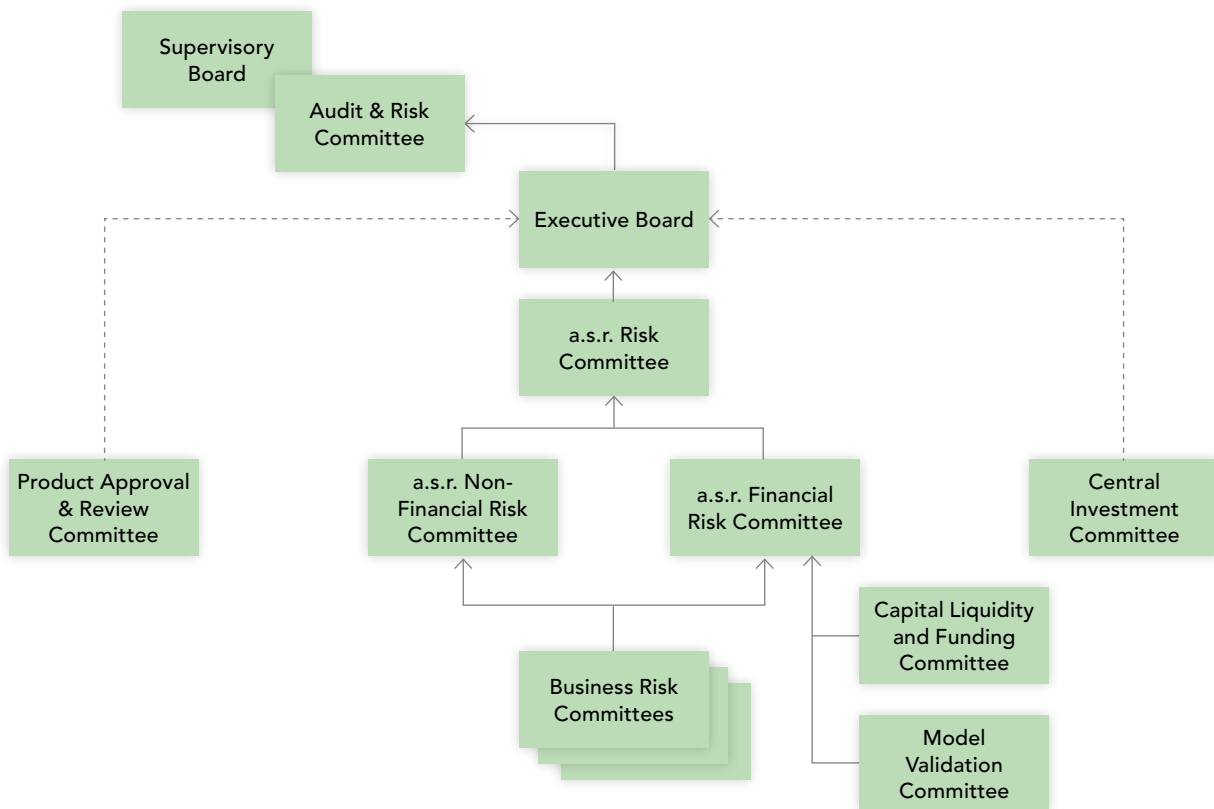 Supervisory
Board
Audit & Risk
Committee
Executive Board
a.s.r. Risk
Committee
Product Approval
& Review
Committee
a.s.r. Non-
Financial Risk
Committee
a.s.r. Financial
Risk Committee
Central
Investment
Committee
Capital Liquidity
and Funding
Committee
Business Risk
Committees
Model
Validation
Committee